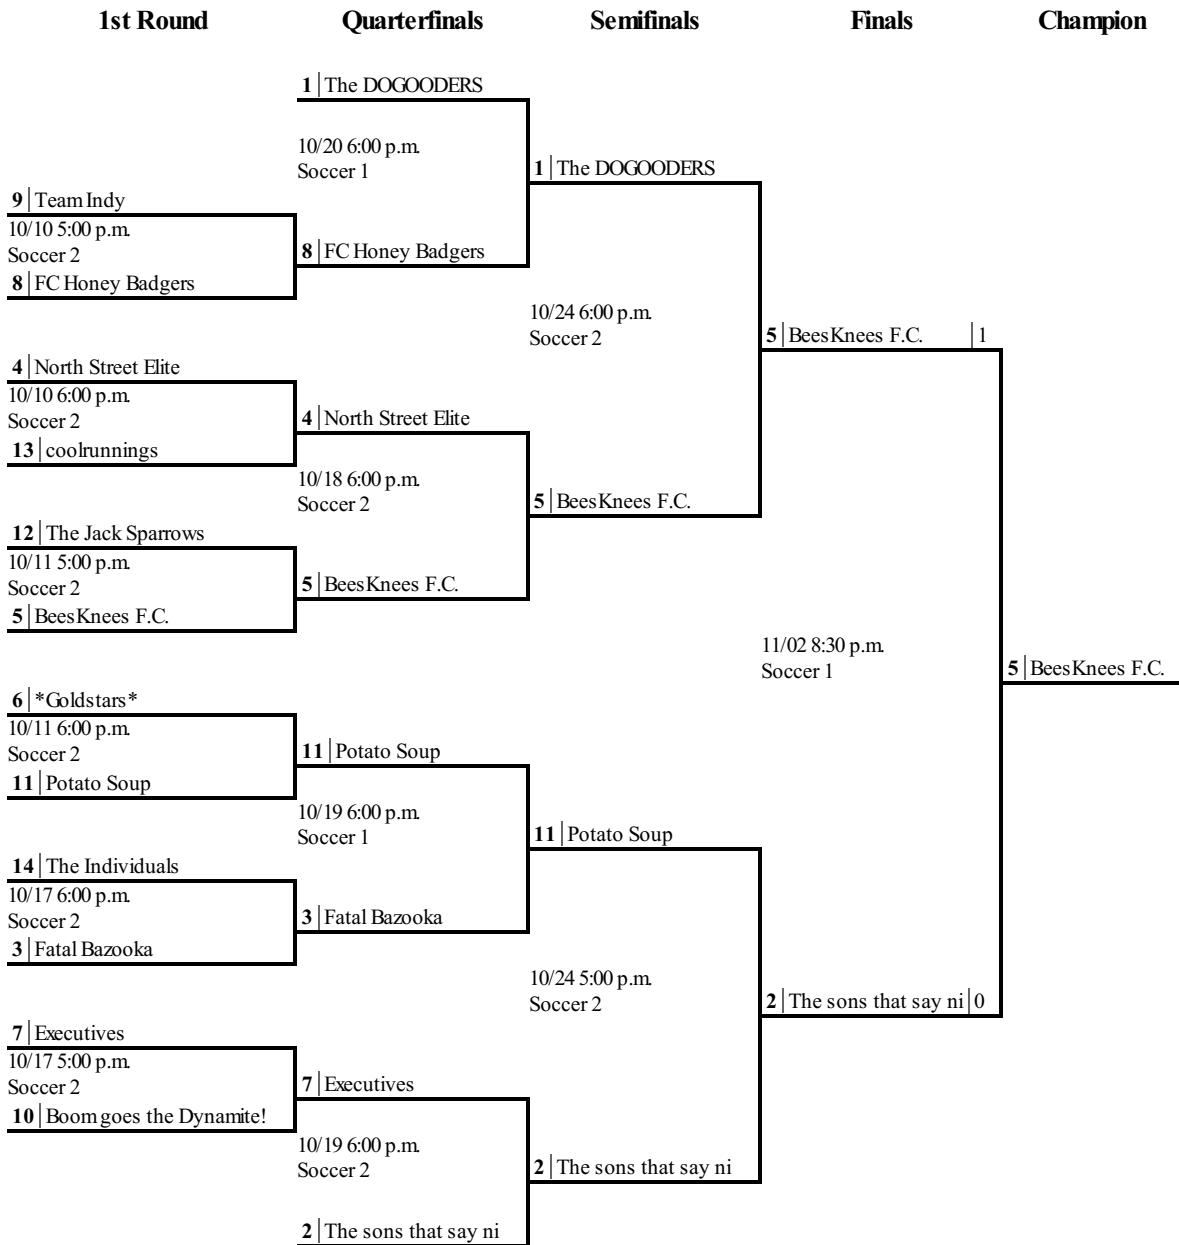 1st Round
Quarterfinals
Semifinals
Finals
Champion
1 The DOGOODERS
10/20 6:00 p.m.
Soccer 1
1 The DOGOODERS
9 Team Indy
10/10 5:00 p.m.
Soccer 2
8 FC Honey Badgers
8 FC Honey Badgers
10/24 6:00 p.m.
Soccer 2
5 BeesKnees F.C. 1
4 North Street Elite
10/10 6:00 p.m.
Soccer 2
13 coolrunnings
4 North Street Elite
10/18 6:00 p.m.
Soccer 2
5 BeesKnees F.C.
12 The Jack Sparrows
10/11 5:00 p.m.
Soccer 2
5 BeesKnees F.C.
5 BeesKnees F.C.
11/02 8:30 p.m.
Soccer 1
5 BeesKnees F.C.
6 *Goldstars*
10/11 6:00 p.m.
Soccer 2
11 Potato Soup
11 Potato Soup
10/19 6:00 p.m.
Soccer 1
11 Potato Soup
14 The Individuals
10/17 6:00 p.m.
Soccer 2
3 Fatal Bazooka
3 Fatal Bazooka
10/24 5:00 p.m.
Soccer 2
2 The sons that say ni 0
7 Executives
10/17 5:00 p.m.
Soccer 2
10 Boom goes the Dynamite!
7 Executives
10/19 6:00 p.m.
Soccer 2
2 The sons that say ni
2 The sons that say ni